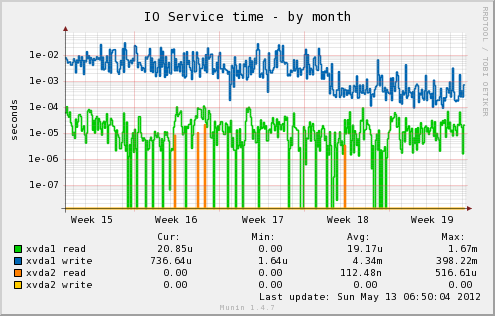 IO Service time - by month
RRDTOOL / TOBI OETIKER
seconds
1e-02
1e-03
1e-04
1e-05
1e-06
1e-07
Week 15 Week 16 Week 17 Week 18 Week 19
Cur: Min: Avg: Max:
xvda1 read 20.85u 0.00 19.17u 1.67m
xvda1 write 736.64u 1.64u 4.34m 398.22m
xvda2 read 0.00 0.00 112.48n 516.61u
xvda2 write 0.00 0.00 0.00 0.00
Last update: Sun May 13 06:50:04 2012
Munin 1.4.7